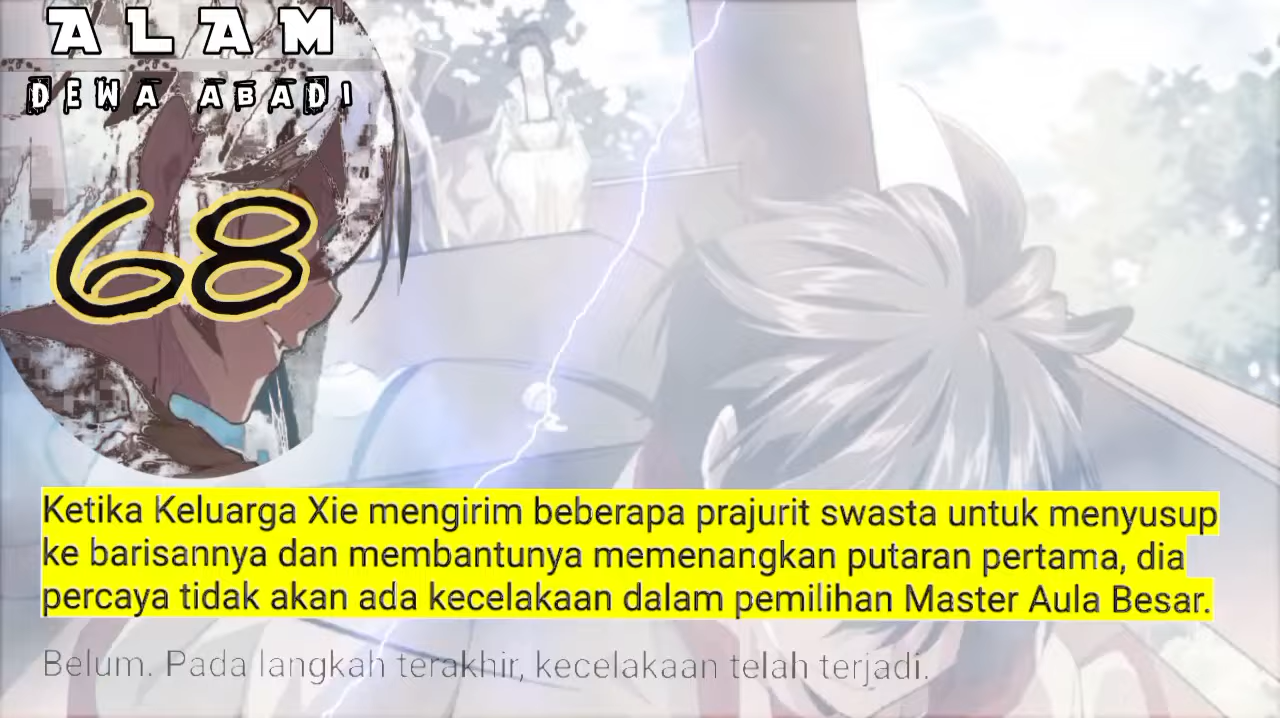 ALAM
DEWA ABADI
68
Ketika Keluarga Xie mengirim beberapa prajurit swasta untuk menyusup
ke barisannya dan membantunya memenangkan putaran pertama, dia
percaya tidak akan ada kecelakaan dalam pemilihan Master Aula Besar.
Belum. Pada langkah terakhir, kecelakaan telah terjadi.